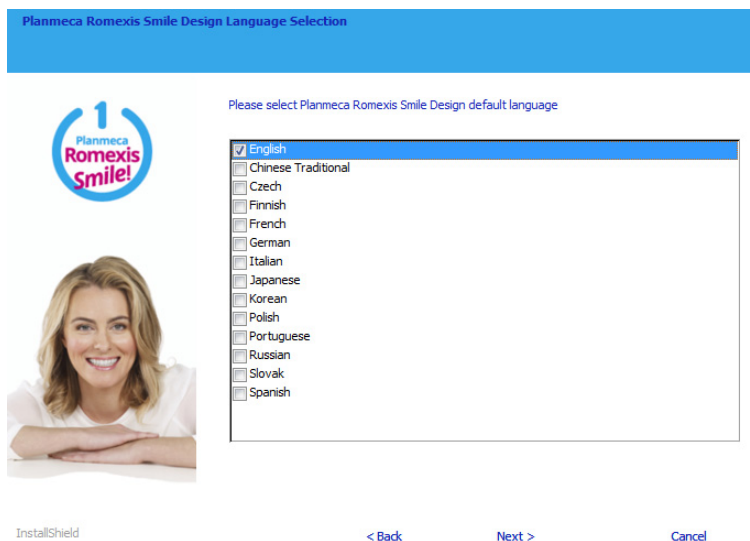 Planmeca Romexis Smile Design Language Selection
1
Planmeca
Romexis
Smile!
Please select Planmeca Romexis Smile Design default language
English
Chinese Traditional
Czech
Finnish
French
German
Italian
Japanese
Korean
Polish
Portuguese
Russian
Slovak
Spanish
InstallShield
< Back
Next >
Cancel